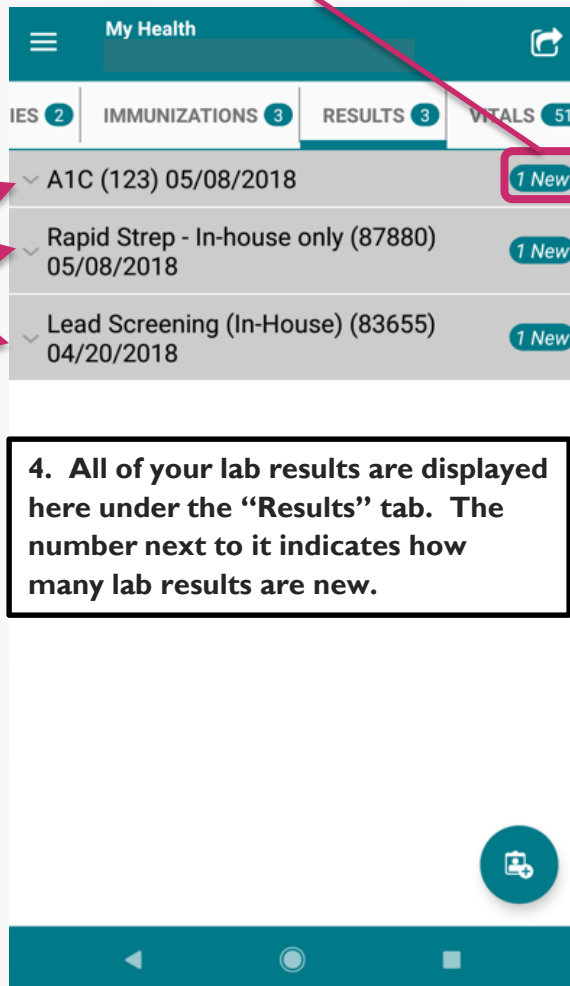 My Health
IES 2 IMMUNIZATIONS 3 RESULTS 3 VITALS 51
A1C (123) 05/08/2018 1 New
Rapid Strep - In-house only (87880) 1 New
05/08/2018
Lead Screening (In-House) (83655) 1 New
04/20/2018
4. All of your lab results are displayed
here under the “Results” tab. The
number next to it indicates how
many lab results are new.